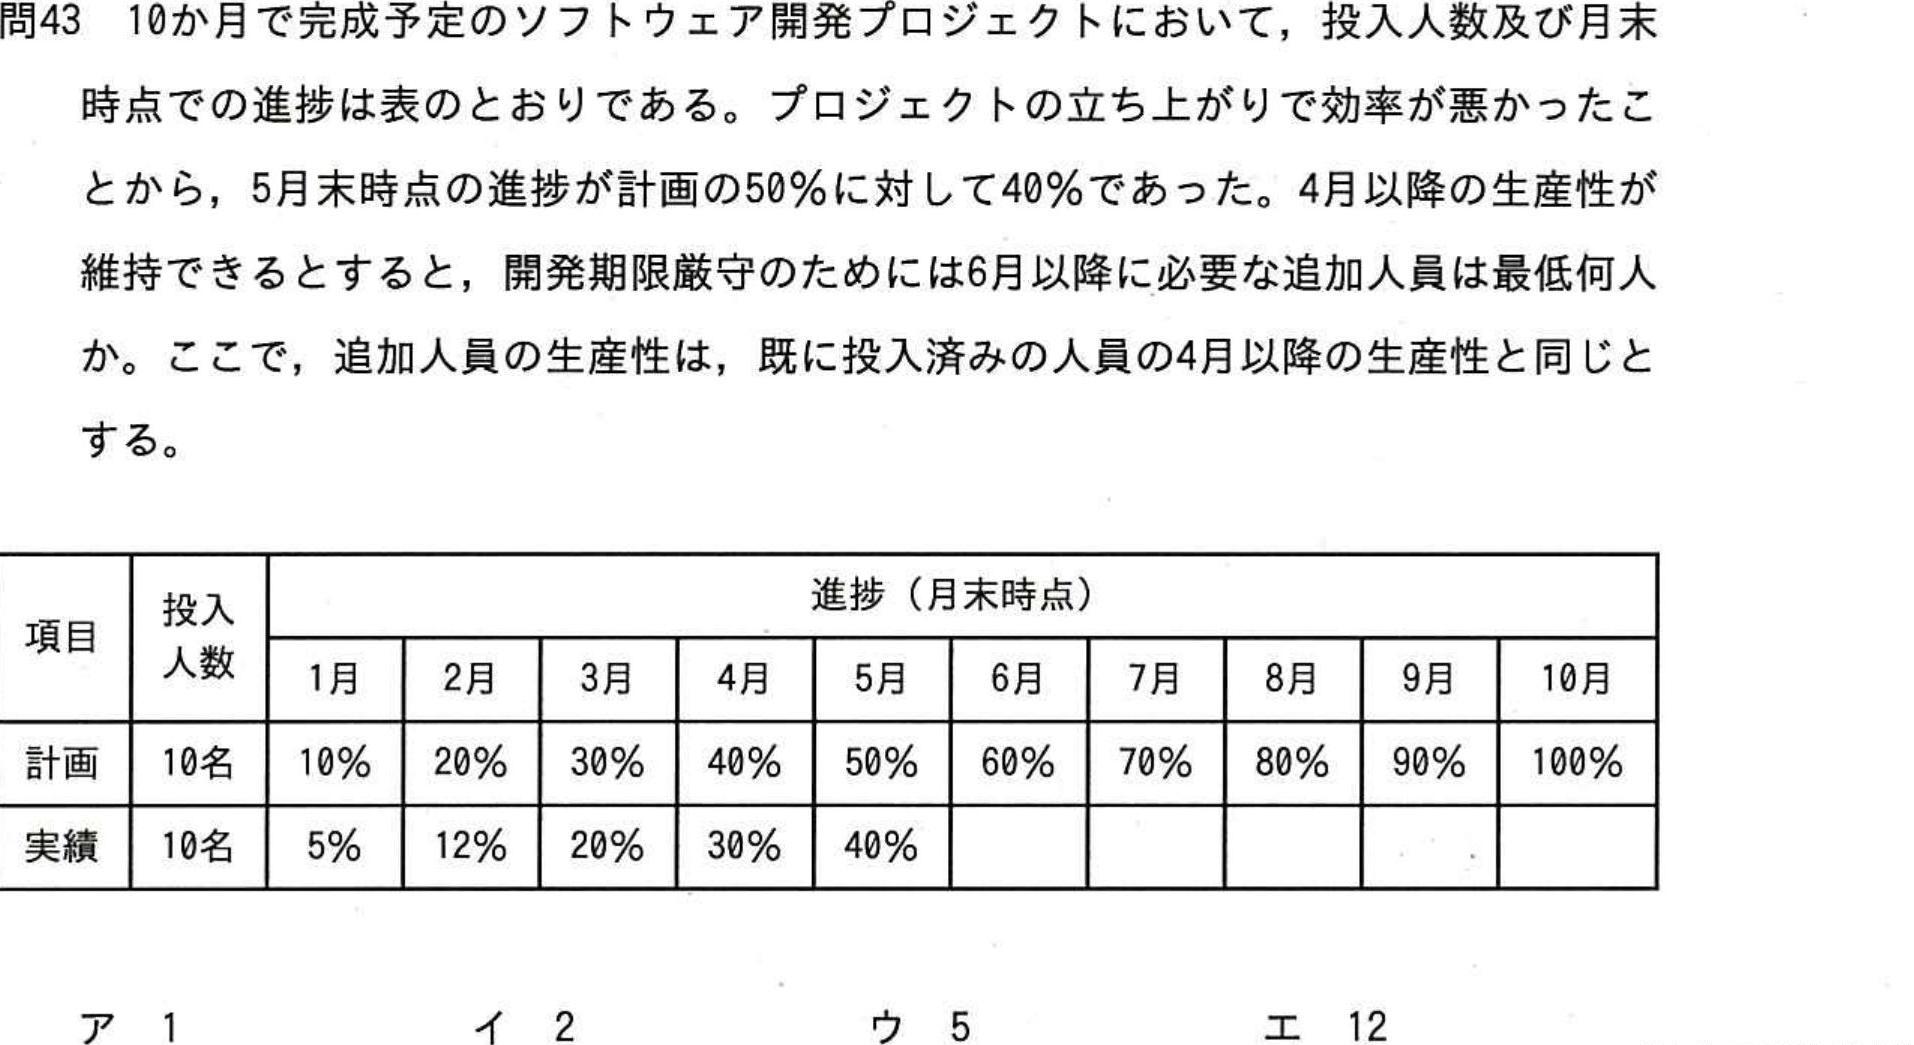 問43　10か月で完成予定のソフトウェア開発プロジェクトにおいて，投入人数及び月末
時点での進捗は表のとおりである。プロジェクトの立ち上がりで効率が悪かったこ
とから，5月末時点の進捗が計画の50％に対して40％であった。4月以降の生産性が
維持できるとすると，開発期限厳守のためには6月以降に必要な追加人員は最低何人
か。ここで，追加人員の生産性は，既に投入済みの人員の4月以降の生産性と同じと
する。
項目 投入人数 進捗（月末時点）
1月 2月 3月 4月 5月 6月 7月 8月 9月 10月
計画 10名 10% 20% 30% 40% 50% 60% 70% 80% 90% 100%
実績 10名 5% 12% 20% 30% 40%
ア　1　イ　2　ウ　5　エ　12